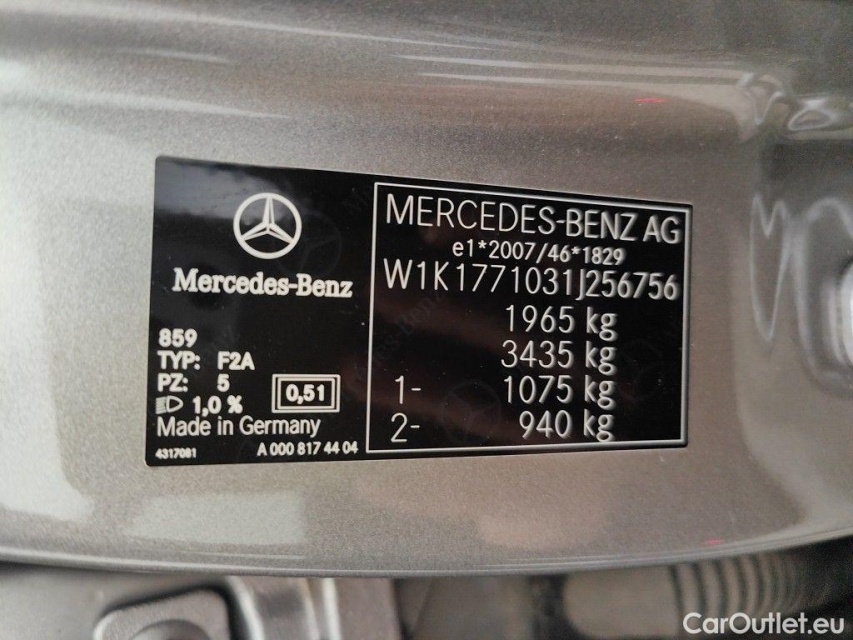 Mercedes-Benz
859
TYP: F2A
PZ: 5
1,0 %
0,51
Made in Germany
4317081 A 000 817 44 04
MERCEDES-BENZ AG
e1*2007/46*1829
W1K1771031J256756
1965 kg
3435 kg
1- 1075 kg
2- 940 kg
CarOutlet.eu